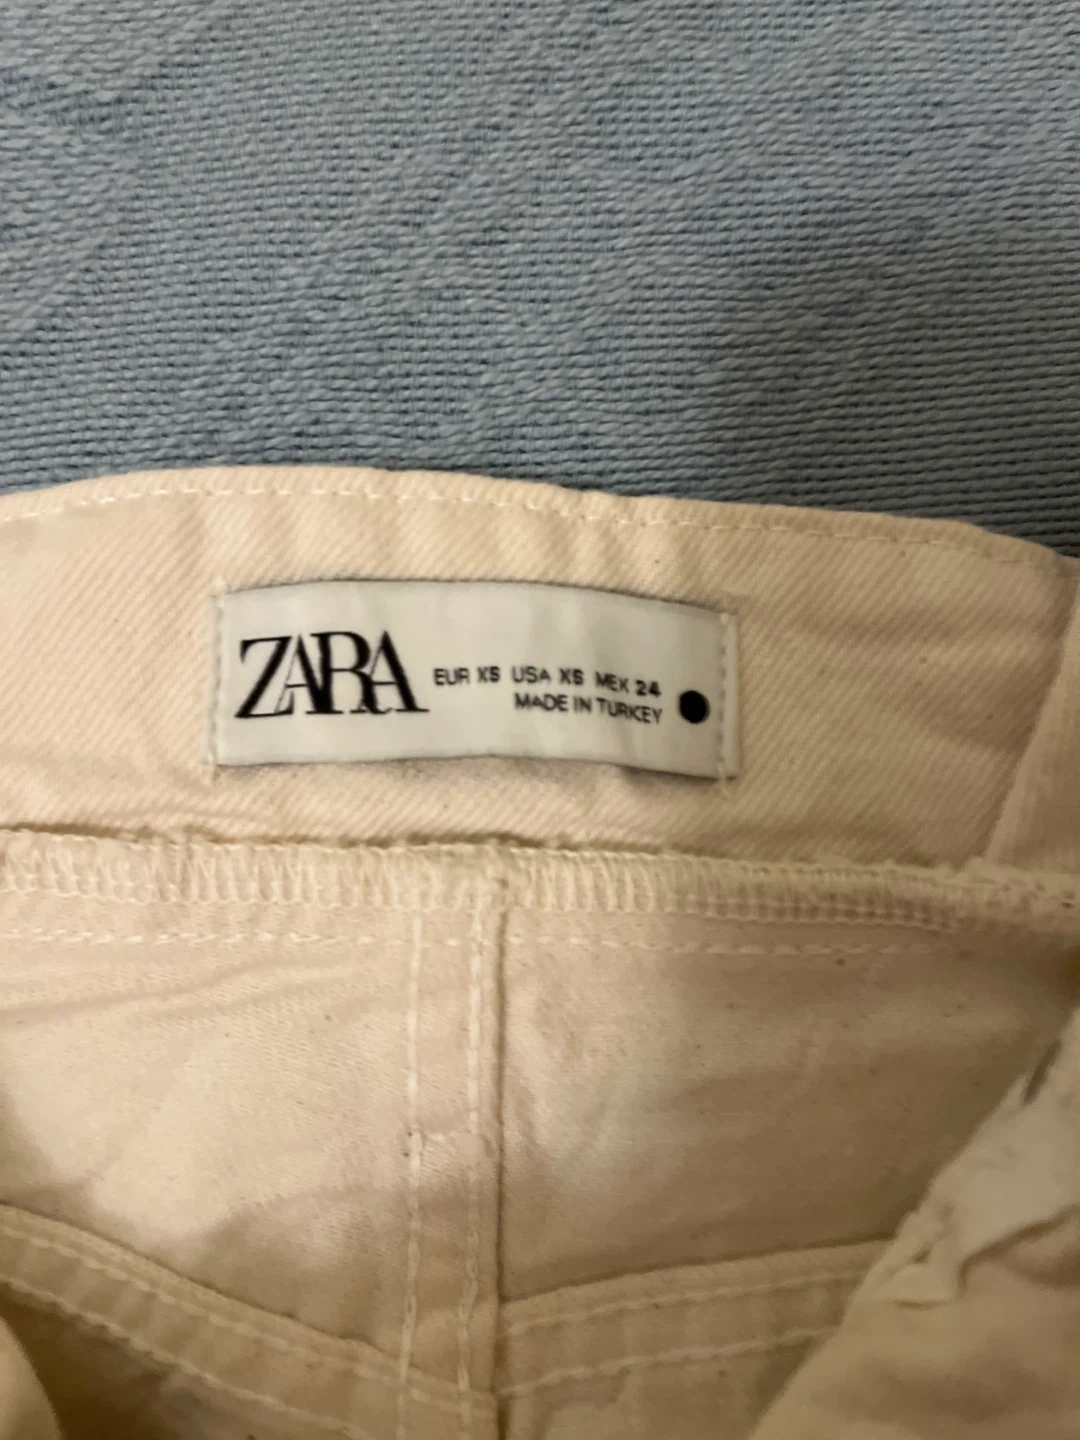 ZARA
EUR XS USA XS MEX 24
MADE IN TURKEY